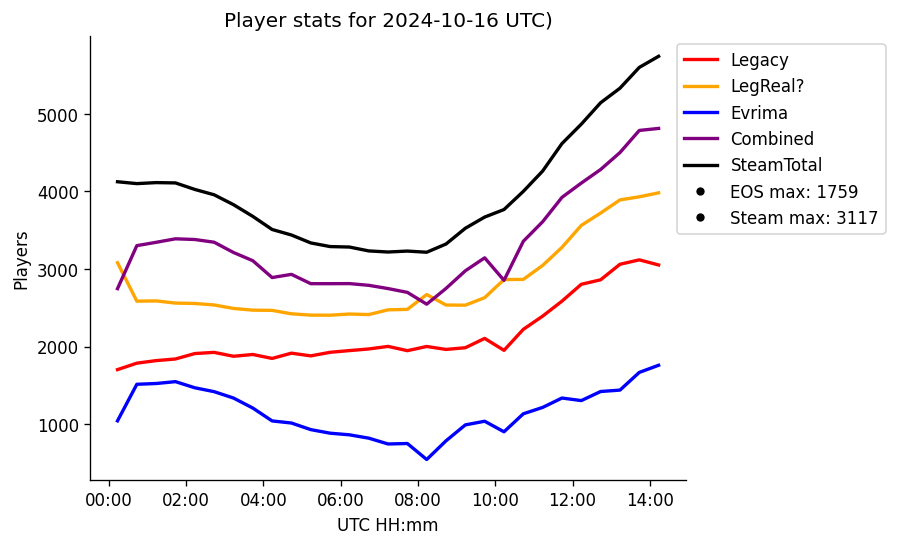 Player stats for 2024-10-16 UTC)
Legacy
LegReal?
Evrima
Combined
SteamTotal
EOS max: 1759
Steam max: 3117
Players
5000
4000
3000
2000
1000
00:00 02:00 04:00 06:00 08:00 10:00 12:00 14:00
UTC HH:mm